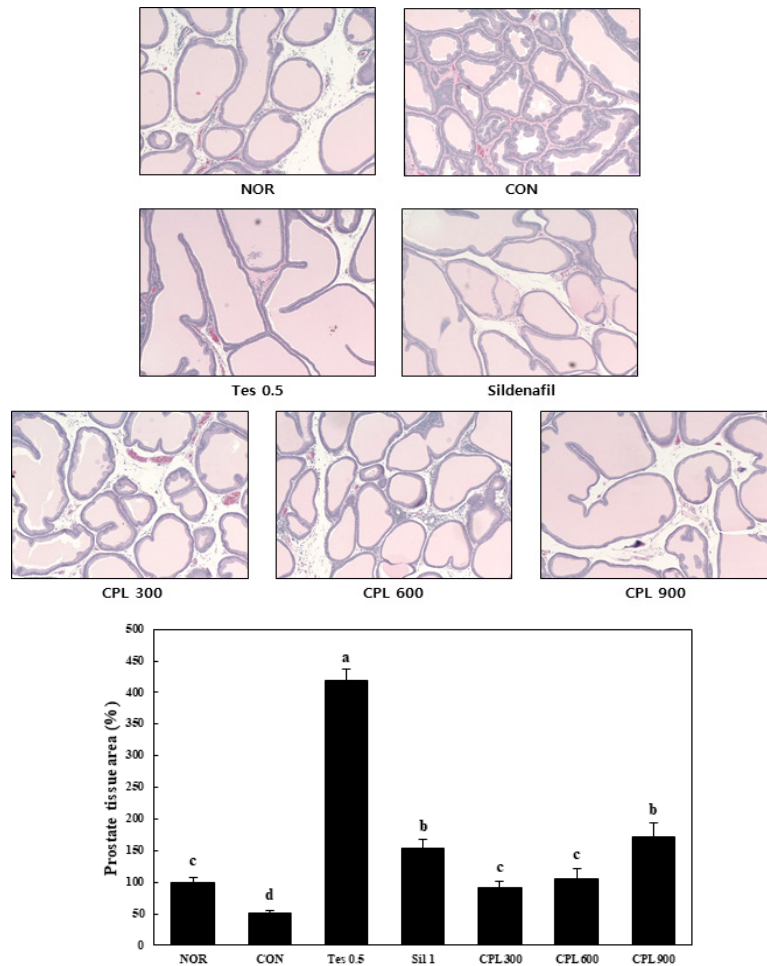 NOR CON
Tes 0.5 Sildenafil
CPL 300 CPL 600 CPL 900
Prostate tissue area (%)
500
450
400
350
300
250
200
150
100
50
0
c d a b c c b
NOR CON Tes 0.5 Sil 1 CPL 300 CPL 600 CPL 900